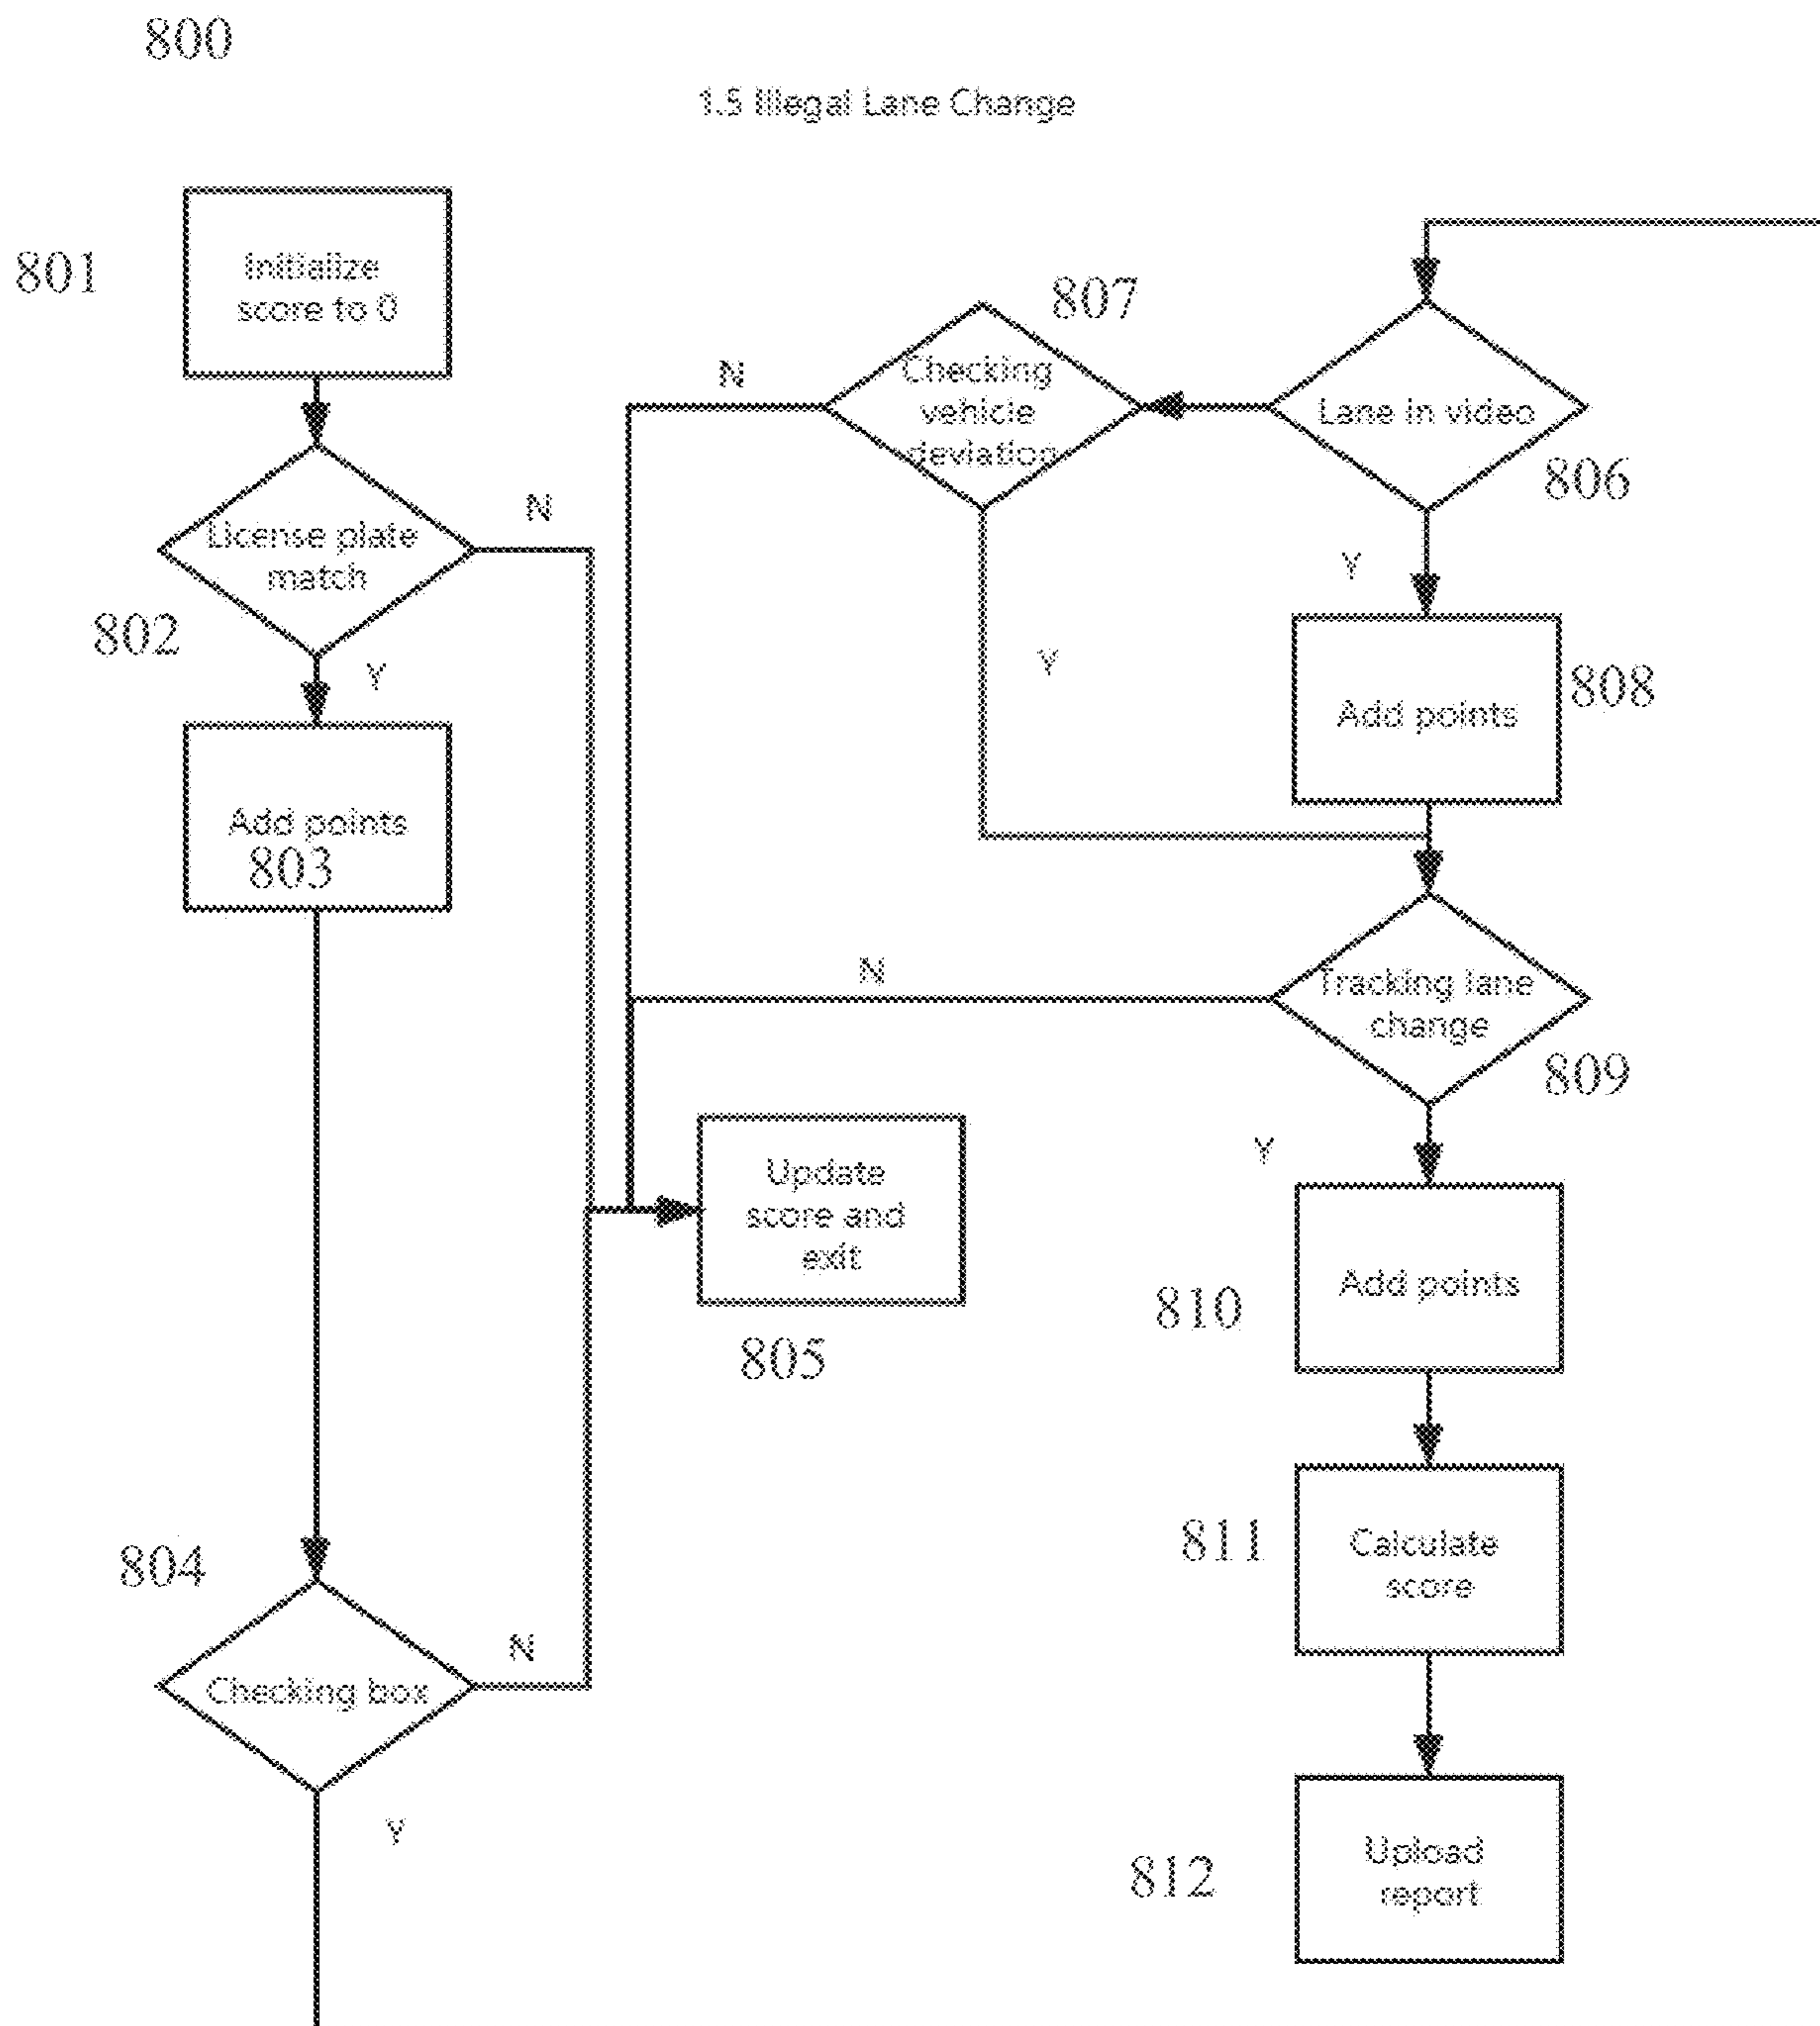 800
1.5 Illegal Lane Change
801
Initialize
score to 0
N
License plate
match
802
Y
Add points
803
804
Checking box
N
Y
Update
score and
exit
805
807
Checking
vehicle
deviation
N
Y
Lane in video
806
Y
Add points
808
Tracking lane
change
809
N
Y
Add points
810
811
Calculate
score
812
Upload
report